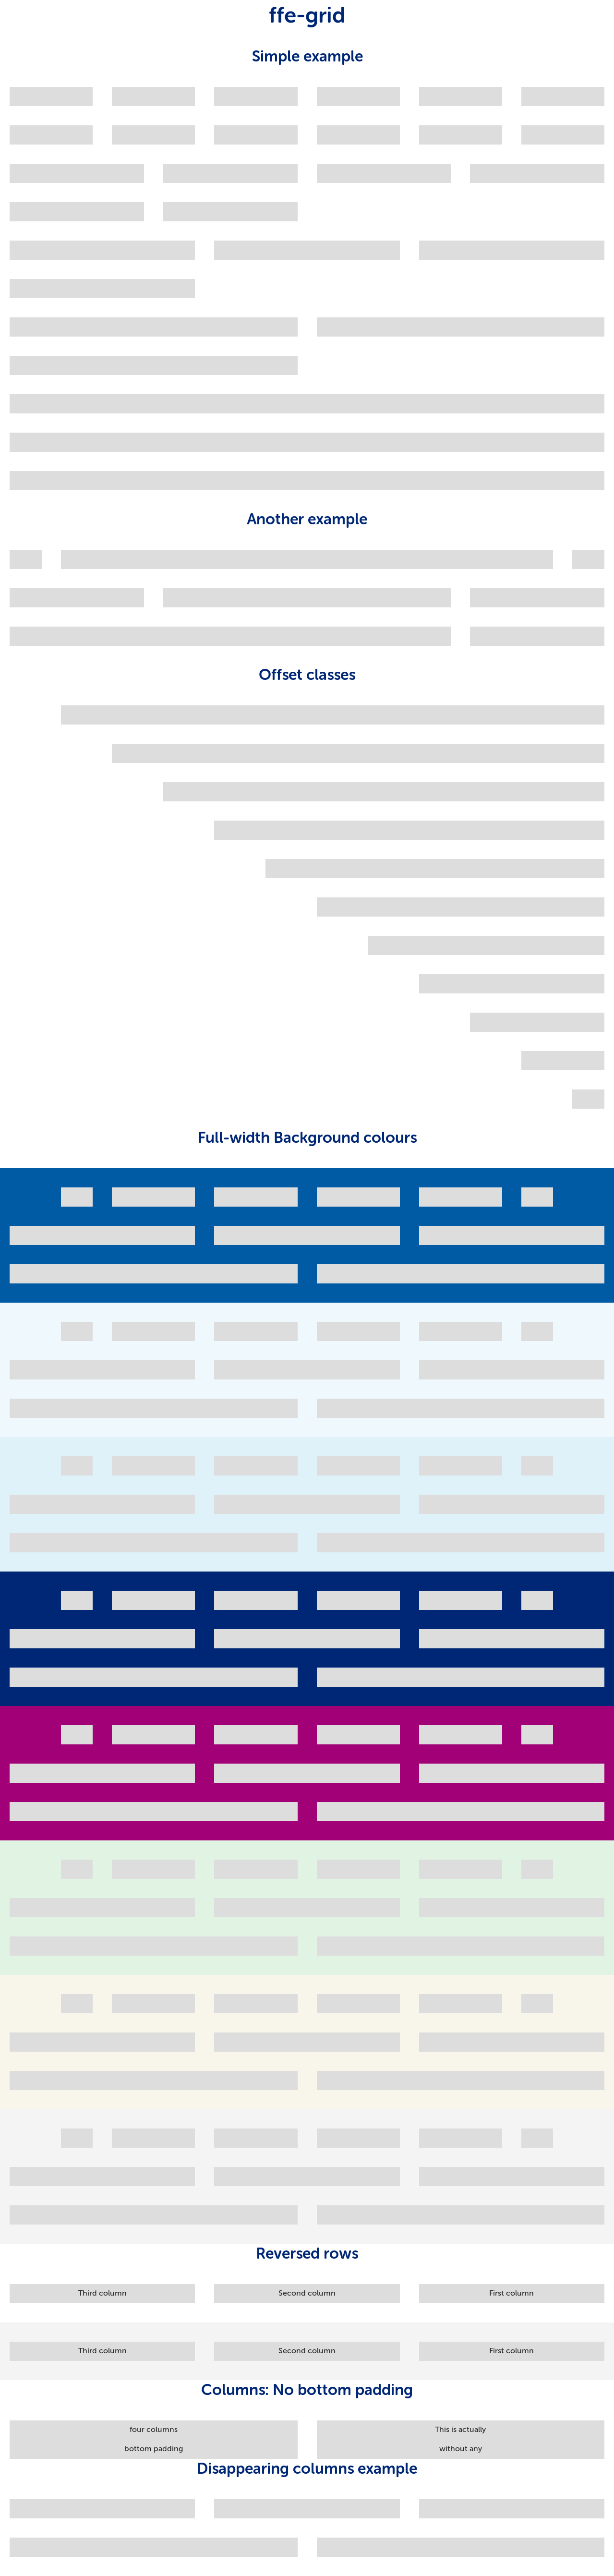 ffe-grid
Simple example
Another example
Offset classes
Full-width Background colours
Reversed rows
Third column Second column First column
Third column Second column First column
Columns: No bottom padding
four columns This is actually
bottom padding without any
Disappearing columns example